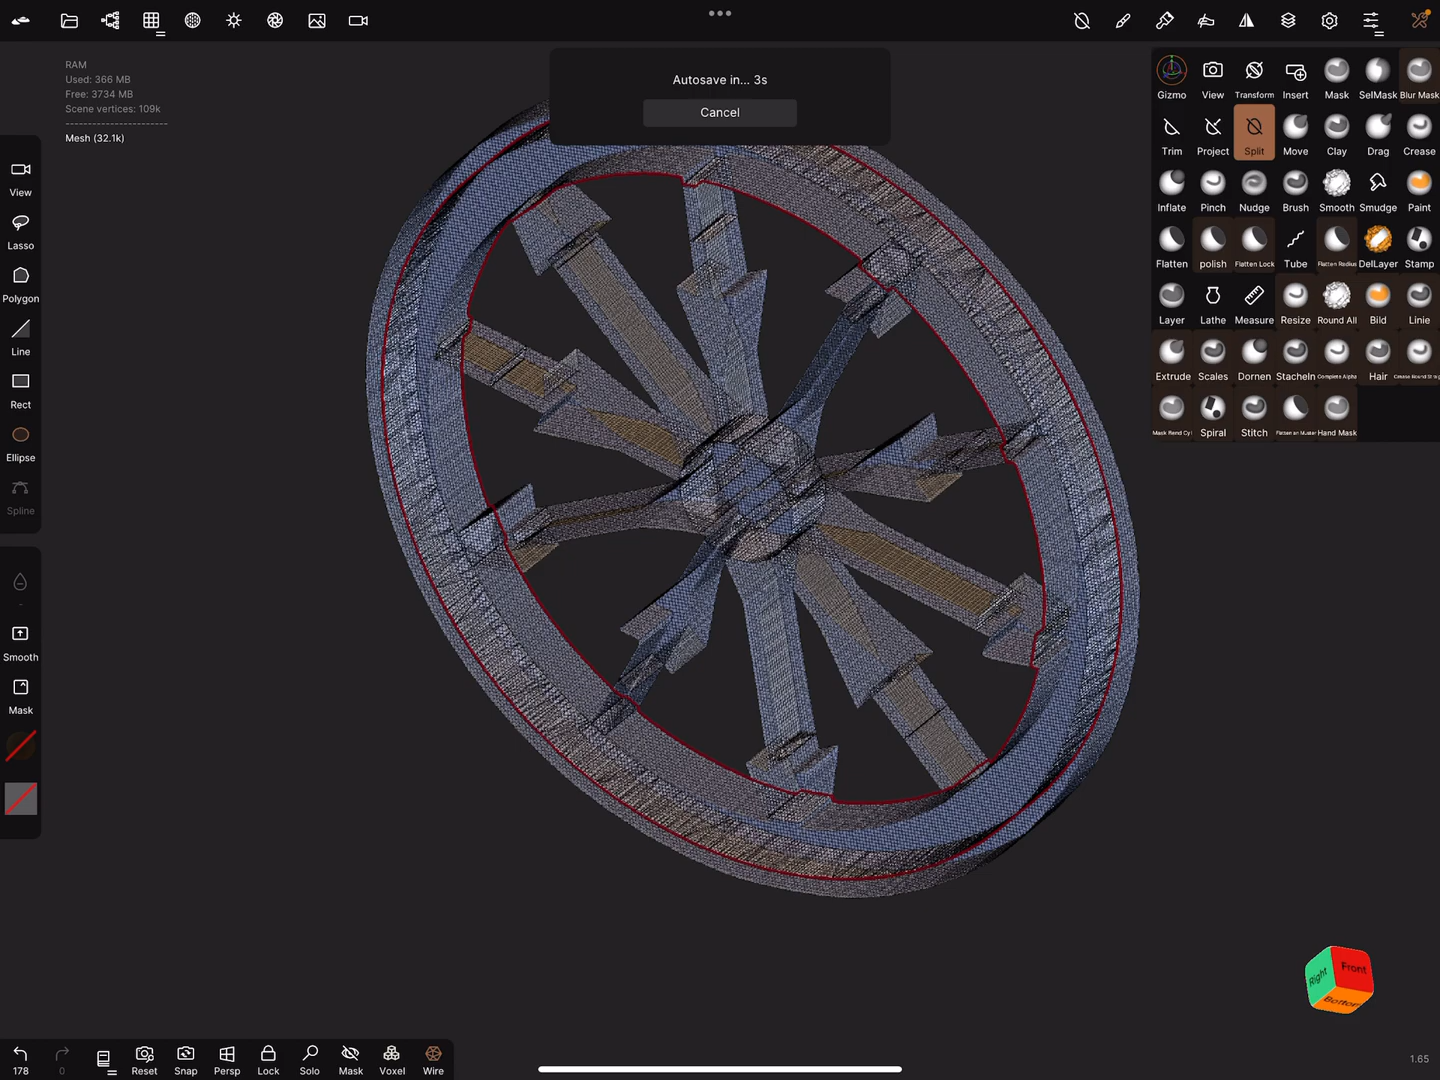 RAM
Used: 366 MB
Free: 3734 MB
Scene vertices: 109k
Mesh (32.1k)
Autosave in... 3s
Cancel
Gizmo View Transform Insert Mask SelMask Blur Mask
Trim Project Split Move Clay Drag Crease
Inflate Pinch Nudge Brush Smooth Smudge Paint
Flatten polish Flatten Lock Tube Flatten Radius DelLayer Stamp
Layer Lathe Measure Resize Round All Bild Linie
Extrude Scales Dornen Stacheln Complete Alpha Hair
Spiral Stitch Hand Mask
View
Lasso
Polygon
Line
Rect
Ellipse
Spline
-
Smooth
Mask
Right Front
Bottom
178 0 Reset Snap Persp Lock Solo Mask Voxel Wire
1.65